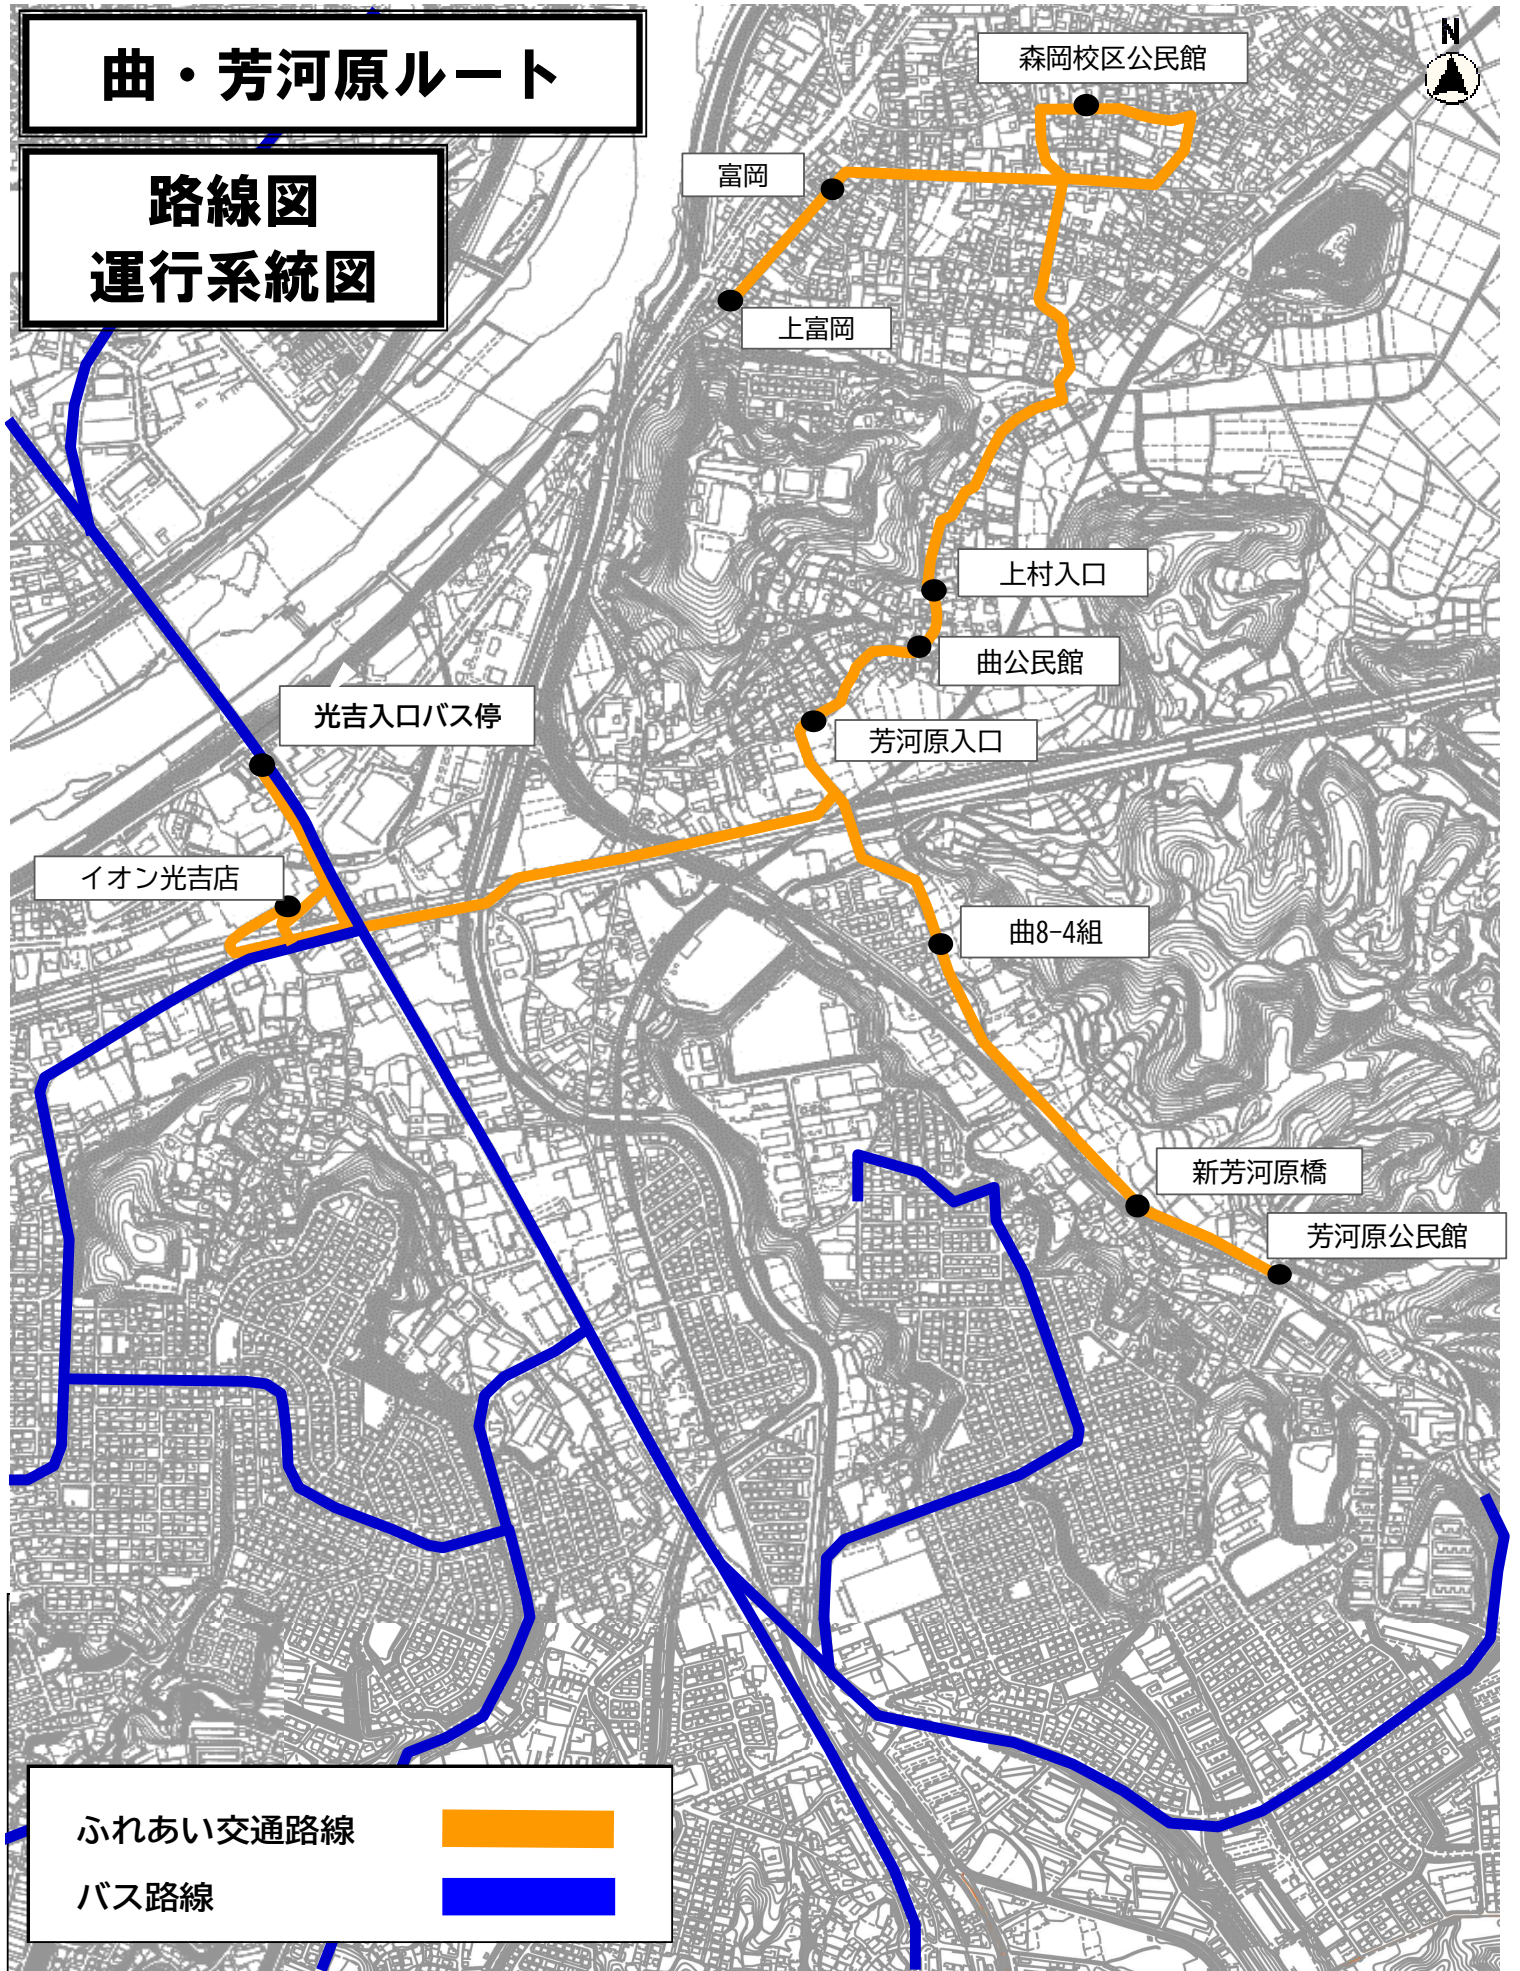 曲・芳河原ルート
路線図
運行系統図
N
森岡校区公民館
富岡
上富岡
上村入口
曲公民館
光吉入口バス停
芳河原入口
イオン光吉店
曲8-4組
新芳河原橋
芳河原公民館
ふれあい交通路線
バス路線